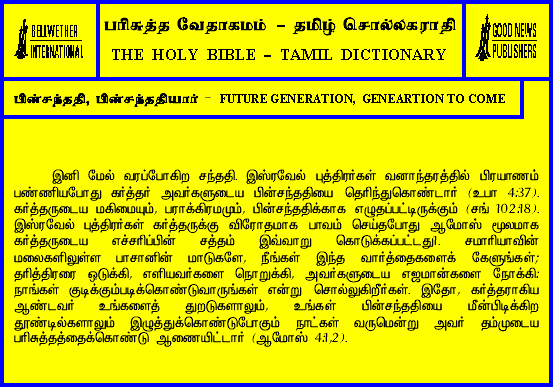 BELLWETHER
INTERNATIONAL
பரிசுத்த வேதாகமம் – தமிழ் சொல்லகராதி
THE HOLY BIBLE – TAMIL DICTIONARY
GOOD NEWS
PUBLISHERS
பின்சந்ததி, பின்சந்ததியார் – FUTURE GENERATION, GENEARTION TO COME
இனி மேல் வரப்போகிற சந்ததி. இஸ்ரவேல் புத்திரர்கள் வனாந்தரத்தில் பிரயாணம்
பண்ணியபோது கர்த்தர் அவர்களுடைய பின்சந்ததியை தெரிந்துகொண்டார் (உபா 4:37).
கர்த்தருடைய மகிமையும், பராக்கிரமமும், பின்சந்ததிக்காக எழுதப்பட்டிருக்கும் (சங் 102:18).
இஸ்ரவேல் புத்திரர்கள் கர்த்தருக்கு விரோதமாக பாவம் செய்தபோது ஆமோஸ் மூலமாக
கர்த்தருடைய எச்சரிப்பின் சத்தம் இவ்வாறு கொடுக்கப்பட்டது!. சமாரியாவின்
மலைகளிலுள்ள பாசானின் மாடுகளே, நீங்கள் இந்த வார்த்தைகளைக் கேளுங்கள்;
தரித்திரரை ஒடுக்கி, எளியவர்களை நொறுக்கி, அவர்களுடைய எஜமான்களை நோக்கி:
நாங்கள் குடிக்கும்படிக்கொண்டுவாருங்கள் என்று சொல்லுகிறீர்கள். இதோ, கர்த்தராகிய
ஆண்டவர் உங்களைத் துறடுகளாலும், உங்கள் பின்சந்ததியை மீன்பிடிக்கிற
தூண்டில்களாலும் இழுத்துக்கொண்டுபோகும் நாட்கள் வருமென்று அவர் தம்முடைய
பரிசுத்தத்தைக்கொண்டு ஆணையிட்டார் (ஆமோஸ் 4:1,2).